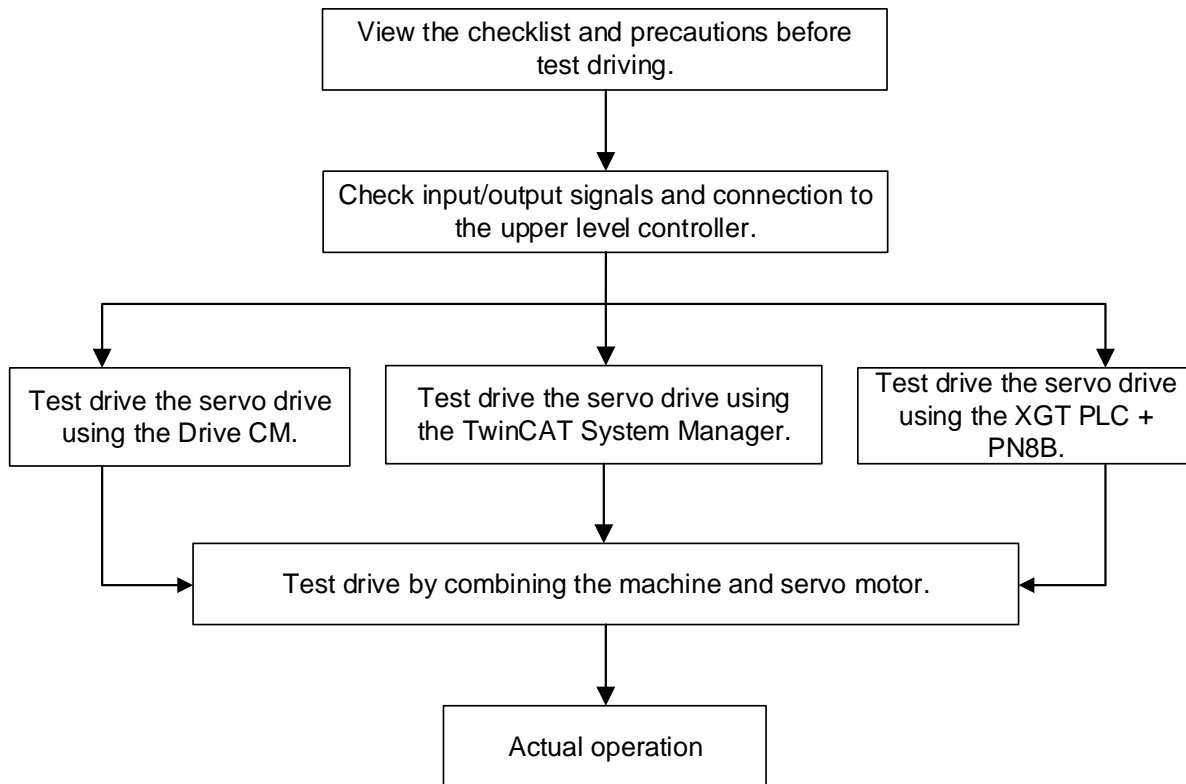 View the checklist and precautions before
test driving.
Check input/output signals and connection to
the upper level controller.
Test drive the servo drive
using the Drive CM.
Test drive the servo drive using
the TwinCAT System Manager.
Test drive the servo drive
using the XGT PLC +
PN8B.
Test drive by combining the machine and servo motor.
Actual operation